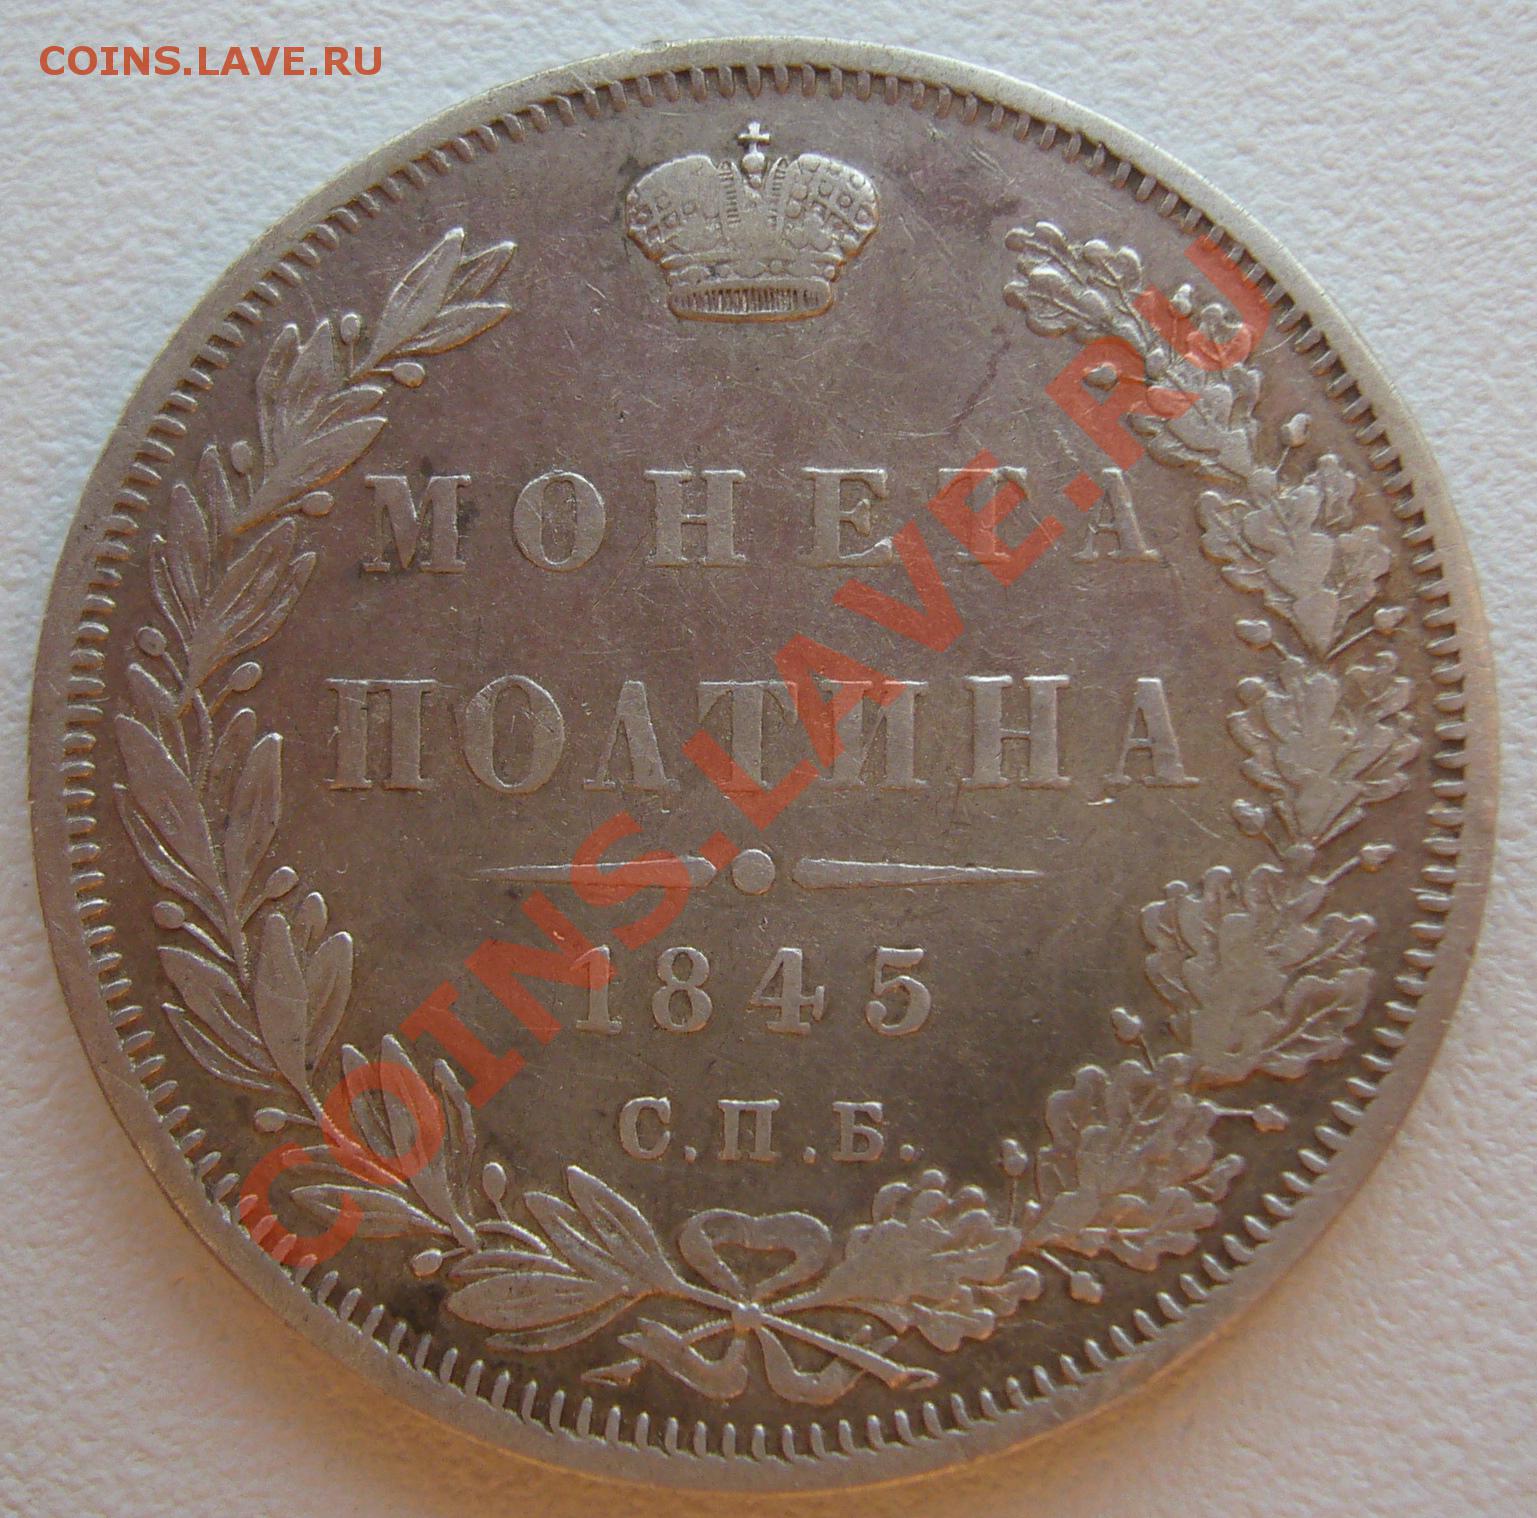 COINS.LAVE.RU
МОНЕТА
ПОЛТИНА
1845
С.П.Б.
COINS.LAVE.RU